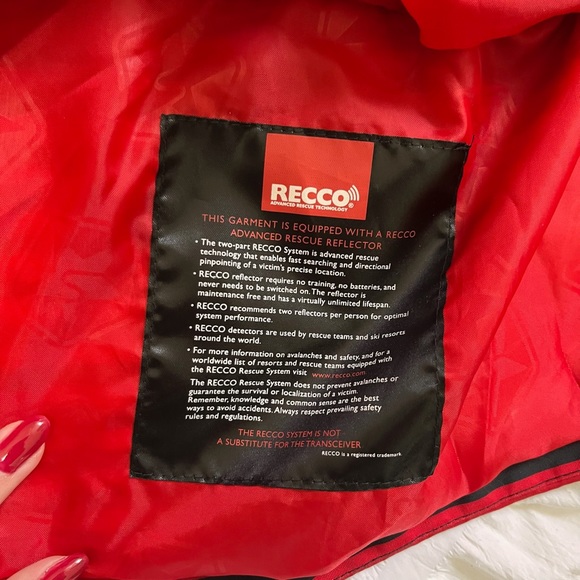 RECCO®
ADVANCED RESCUE TECHNOLOGY
THIS GARMENT IS EQUIPPED WITH A RECCO
ADVANCED RESCUE REFLECTOR
• The two-part RECCO System is advanced rescue
technology that enables fast searching and directional
pinpointing of a victim's precise location.
• RECCO reflector requires no training, no batteries, and
never needs to be switched on. The reflector is
maintenance free and has a virtually unlimited lifespan.
• RECCO recommends two reflectors per person for optimal
system performance.
• RECCO detectors are used by rescue teams and ski resorts
around the world.
• For more information on avalanches and safety, and for a
worldwide list of resorts and rescue teams equipped with
the RECCO System visit www.recco.com
The RECCO Rescue System does not prevent avalanches or
guarantee the survival or localization of a victim.
Remember, knowledge and common sense are the best
ways to avoid accidents. Always respect prevailing safety
rules and regulations.
THE RECCO SYSTEM IS NOT
A SUBSTITUTE FOR THE TRANSCEIVER
RECCO is a registered trademark.